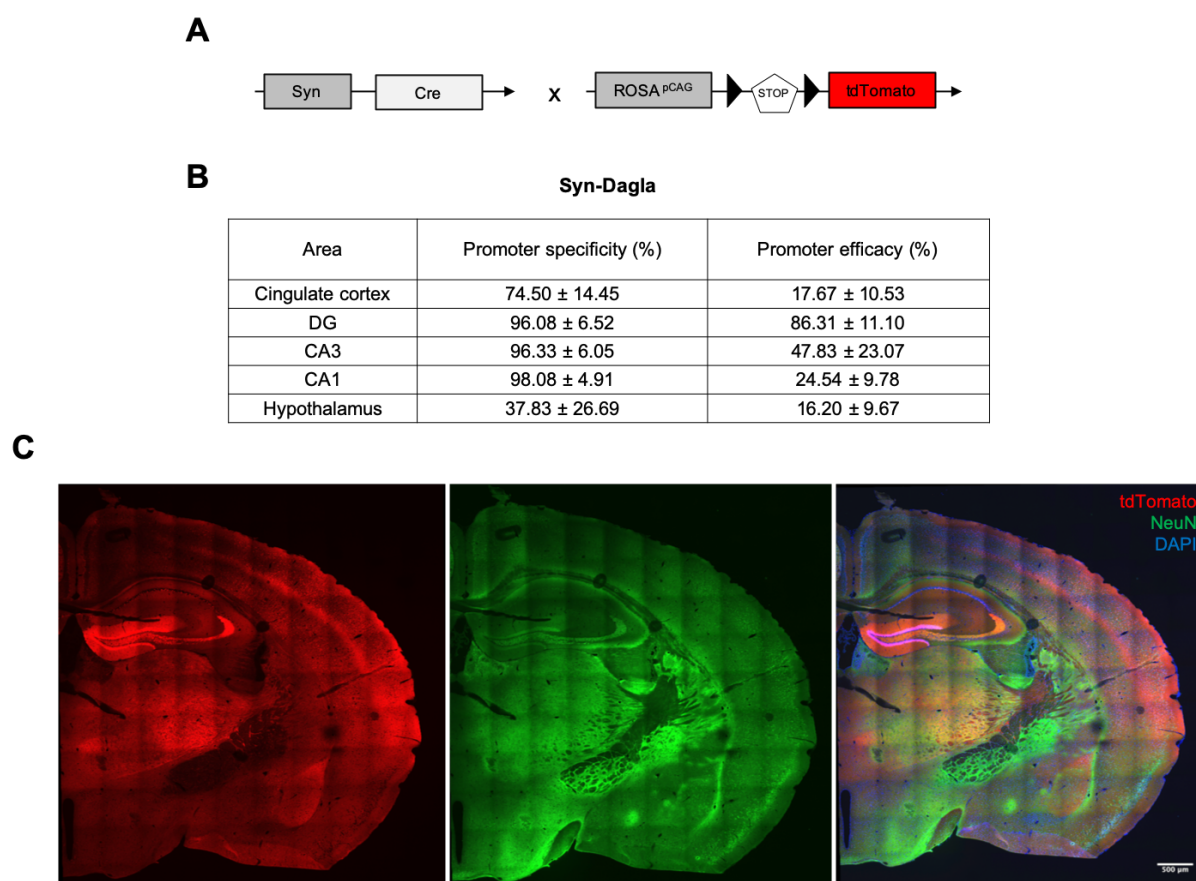 A
Syn Cre x ROSA pCAG STOP tdTomato
B
Syn-Dagla
Area Promoter specificity (%) Promoter efficacy (%)
Cingulate cortex 74.50 ± 14.45 17.67 ± 10.53
DG 96.08 ± 6.52 86.31 ± 11.10
CA3 96.33 ± 6.05 47.83 ± 23.07
CA1 98.08 ± 4.91 24.54 ± 9.78
Hypothalamus 37.83 ± 26.69 16.20 ± 9.67
C
tdTomato
NeuN
DAPI
500 µm